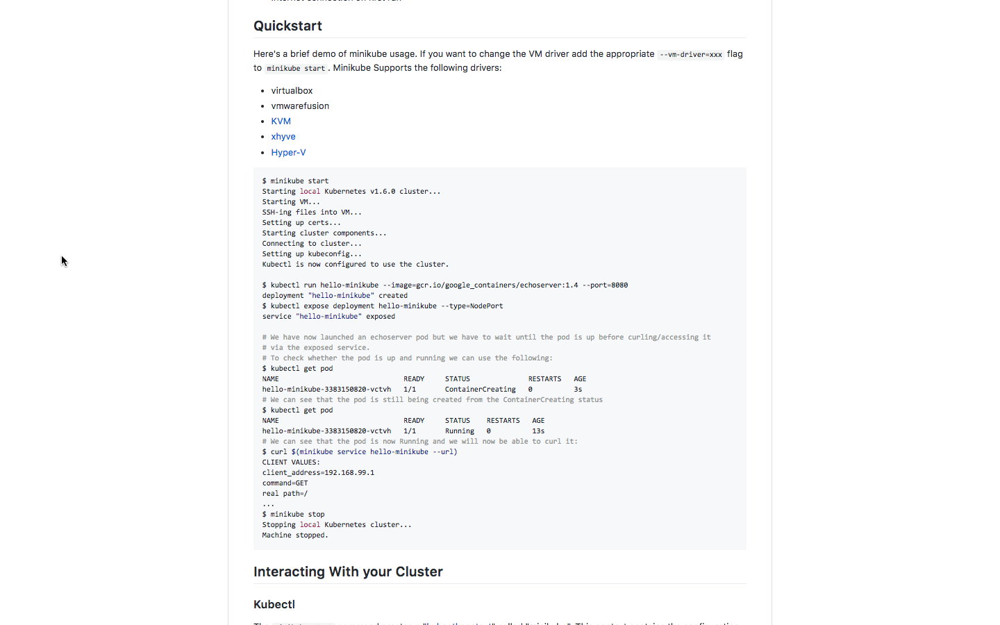 Quickstart
Here's a brief demo of minikube usage. If you want to change the VM driver add the appropriate --vm-driver=xxx flag
to minikube start . Minikube Supports the following drivers:
• virtualbox
• vmwarefusion
• KVM
• xhyve
• Hyper-V
$ minikube start
Starting local Kubernetes v1.6.0 cluster...
Starting VM...
SSH-ing files into VM...
Setting up certs...
Starting cluster components...
Connecting to cluster...
Setting up kubeconfig...
Kubectl is now configured to use the cluster.
$ kubectl run hello-minikube --image=gcr.io/google_containers/echoserver:1.4 --port=8080
deployment "hello-minikube" created
$ kubectl expose deployment hello-minikube --type=NodePort
service "hello-minikube" exposed
# We have now launched an echoserver pod but we have to wait until the pod is up before curling/accessing it
# via the exposed service.
# To check whether the pod is up and running we can use the following:
$ kubectl get pod
NAME READY STATUS RESTARTS AGE
hello-minikube-3383150820-vctvh 1/1 ContainerCreating 0 3s
# We can see that the pod is still being created from the ContainerCreating status
$ kubectl get pod
NAME READY STATUS RESTARTS AGE
hello-minikube-3383150820-vctvh 1/1 Running 0 13s
# We can see that the pod is now Running and we will now be able to curl it:
$ curl $(minikube service hello-minikube --url)
CLIENT VALUES:
client_address=192.168.99.1
command=GET
real path=/
...
$ minikube stop
Stopping local Kubernetes cluster...
Machine stopped.
Interacting With your Cluster
Kubectl